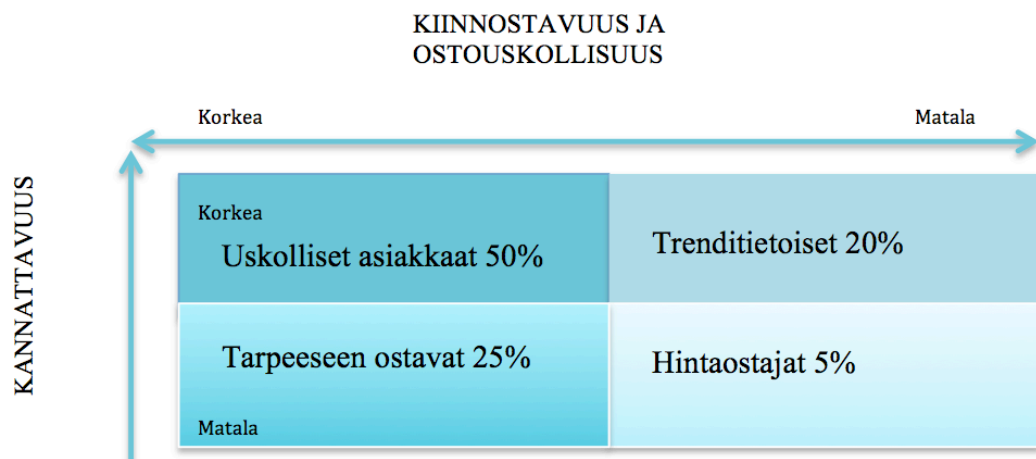 KIINNOSTAVUUS JA
OSTOUSKOLLISUUS
Korkea
Matala
KANNATTAVUUS
Korkea
Uskolliset asiakkaat 50%
Trenditietoiset 20%
Tarpeeseen ostavat 25%
Hintaostajat 5%
Matala